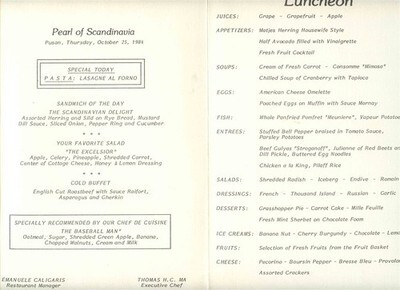 Pearl of Scandinavia
Pusan, Thursday, October 25, 1984
SPECIAL TODAY
PASTA: LASAGNE AL FORNO
SANDWICH OF THE DAY
THE SCANDINAVIAN DELIGHT
Assorted Herring and Sild on Rye Bread, Mustard
Dill Sauce, Sliced Onion, Pepper Ring and Cucumber
* * *
YOUR FAVORITE SALAD
"THE EXCELSIOR"
Apple, Celery, Pineapple, Shredded Carrot,
Center of Cottage Cheese, Honey & Lemon Dressing
* * *
COLD BUFFET
English Cut Roastbeef with Sauce Raifort,
Asparagus and Gherkin
SPECIALLY RECOMMENDED BY OUR CHEF DE CUISINE
THE BASEBALL MAN"
Oatmeal, Sugar, Shredded Green Apple, Banana,
Chopped Walnuts, Cream and Milk
EMANUELE CALIGARIS
Restaurant Manager
THOMAS H.C. MA
Executive Chef
Luncheon
JUICES: Grape - Grapefruit - Apple
APPETIZERS: Matjes Herring Housewife Style
Half Avocado filled with Vinaigrette
Fresh Fruit Cocktail
SOUPS: Cream of Fresh Carrot - Consomme "Mimosa"
Chilled Soup of Cranberry with Tapioca
EGGS: American Cheese Omelette
Poached Eggs on Muffin with Sauce Mornay
FISH: Whole Panfried Pomfret "Meuniere", Vapeur Potatoes
ENTREES: Stuffed Bell Pepper braised in Tomato Sauce,
Parsley Potatoes
Beef Gulyas "Stroganoff", Julienne of Red Beets an
Dill Pickle, Buttered Egg Noodles
Chicken a la King, Pilaff Rice
SALADS: Shredded Radish - Iceberg - Endive - Romain
DRESSINGS: French - Thousand Island - Russian - Garlic
DESSERTS: Grasshopper Pie - Carrot Cake - Mille Feuille
Fresh Mint Sherbet on Chocolate Foam
ICE CREAMS: Banana Nut - Cherry Burgundy - Chocolate - Lemo
FRUITS: Selection of Fresh Fruits from the Fruit Basket
CHEESE: Pecorino - Boursin Pepper - Bresse Bleu - Provolo
Assorted Crackers